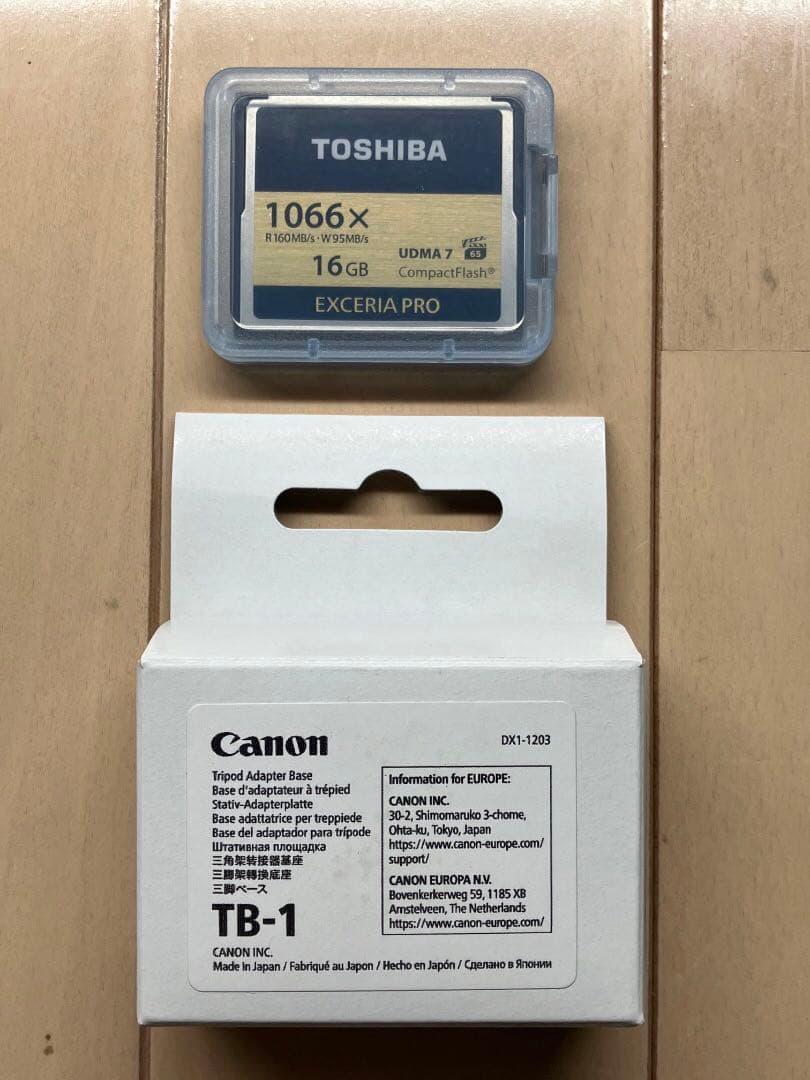 TOSHIBA
1066×
R 160MB/s・W 95MB/s
16GB
UDMA 7
65
CompactFlash®
EXCERIA PRO
Canon
DX1-1203
Tripod Adapter Base
Base d'adaptateur à trépied
Stativ-Adapterplatte
Base adattatrice per treppiede
Base del adaptador para trípode
Штативная площадка
三角架转接器基座
三腳架轉換底座
三脚ベース
TB-1
CANON INC.
Made in Japan / Fabriqué au Japon / Hecho en Japón / Сделано в Японии
Information for EUROPE:
CANON INC.
30-2, Shimomaruko 3-chome,
Ohta-ku, Tokyo, Japan
https://www.canon-europe.com/
support/
CANON EUROPA N.V.
Bovenkerkerweg 59, 1185 XB
Amstelveen, The Netherlands
https://www.canon-europe.com/